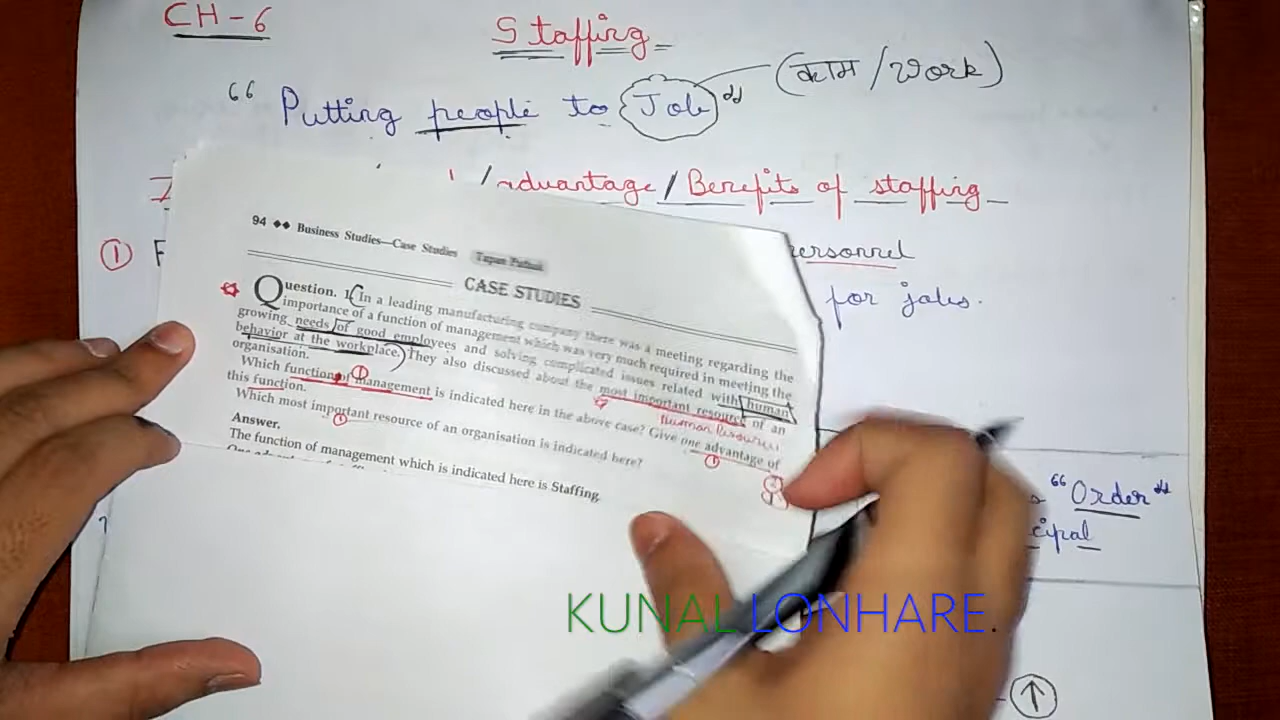 CH-6
Staffing
"Putting people to Job" (काम/Work)
/advantage/Benefits of staffing
① F
personnel
for jobs.
94 ◆◆ Business Studies—Case Studies Tapan Pathak
CASE STUDIES
Question. 1. In a leading manufacturing company there was a meeting regarding the
importance of a function of management which was very much required in meeting the
growing needs of good employees and solving complicated issues related with human
behavior at the workplace. They also discussed about the most important resource of an
organisation.
Human Resources
①
Which function of management is indicated here in the above case? Give one advantage of
this function.
①
Which most important resource of an organisation is indicated here?
①
Answer.
The function of management which is indicated here is Staffing.
"Order"
cipal
KUNAL LONHARE.